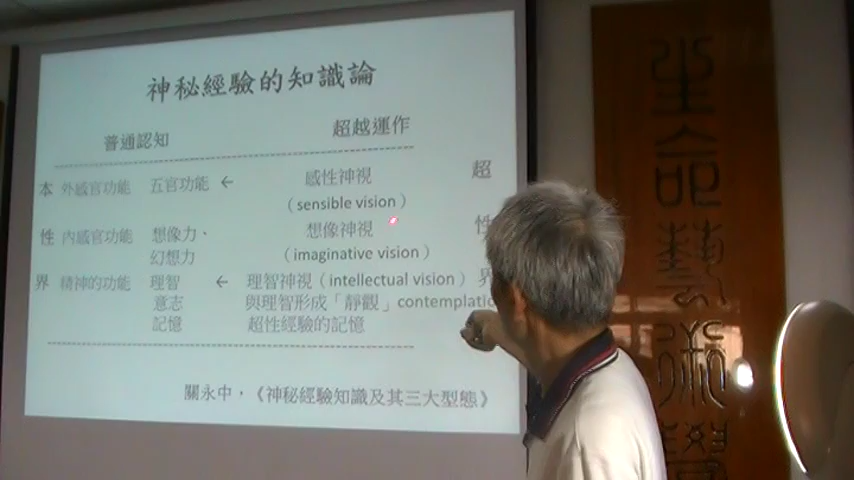 神秘經驗的知識論
普通認知 超越運作
本 外感官功能 五官功能 ← 感性神視 超
（sensible vision）
性 內感官功能 想像力、 想像神視 性
幻想力 （imaginative vision）
界 精神的功能 理智 ← 理智神視（intellectual vision） 界
意志 與理智形成「靜觀」contemplatio
記憶 超性經驗的記憶
關永中，《神秘經驗知識及其三大型態》
生命藝術